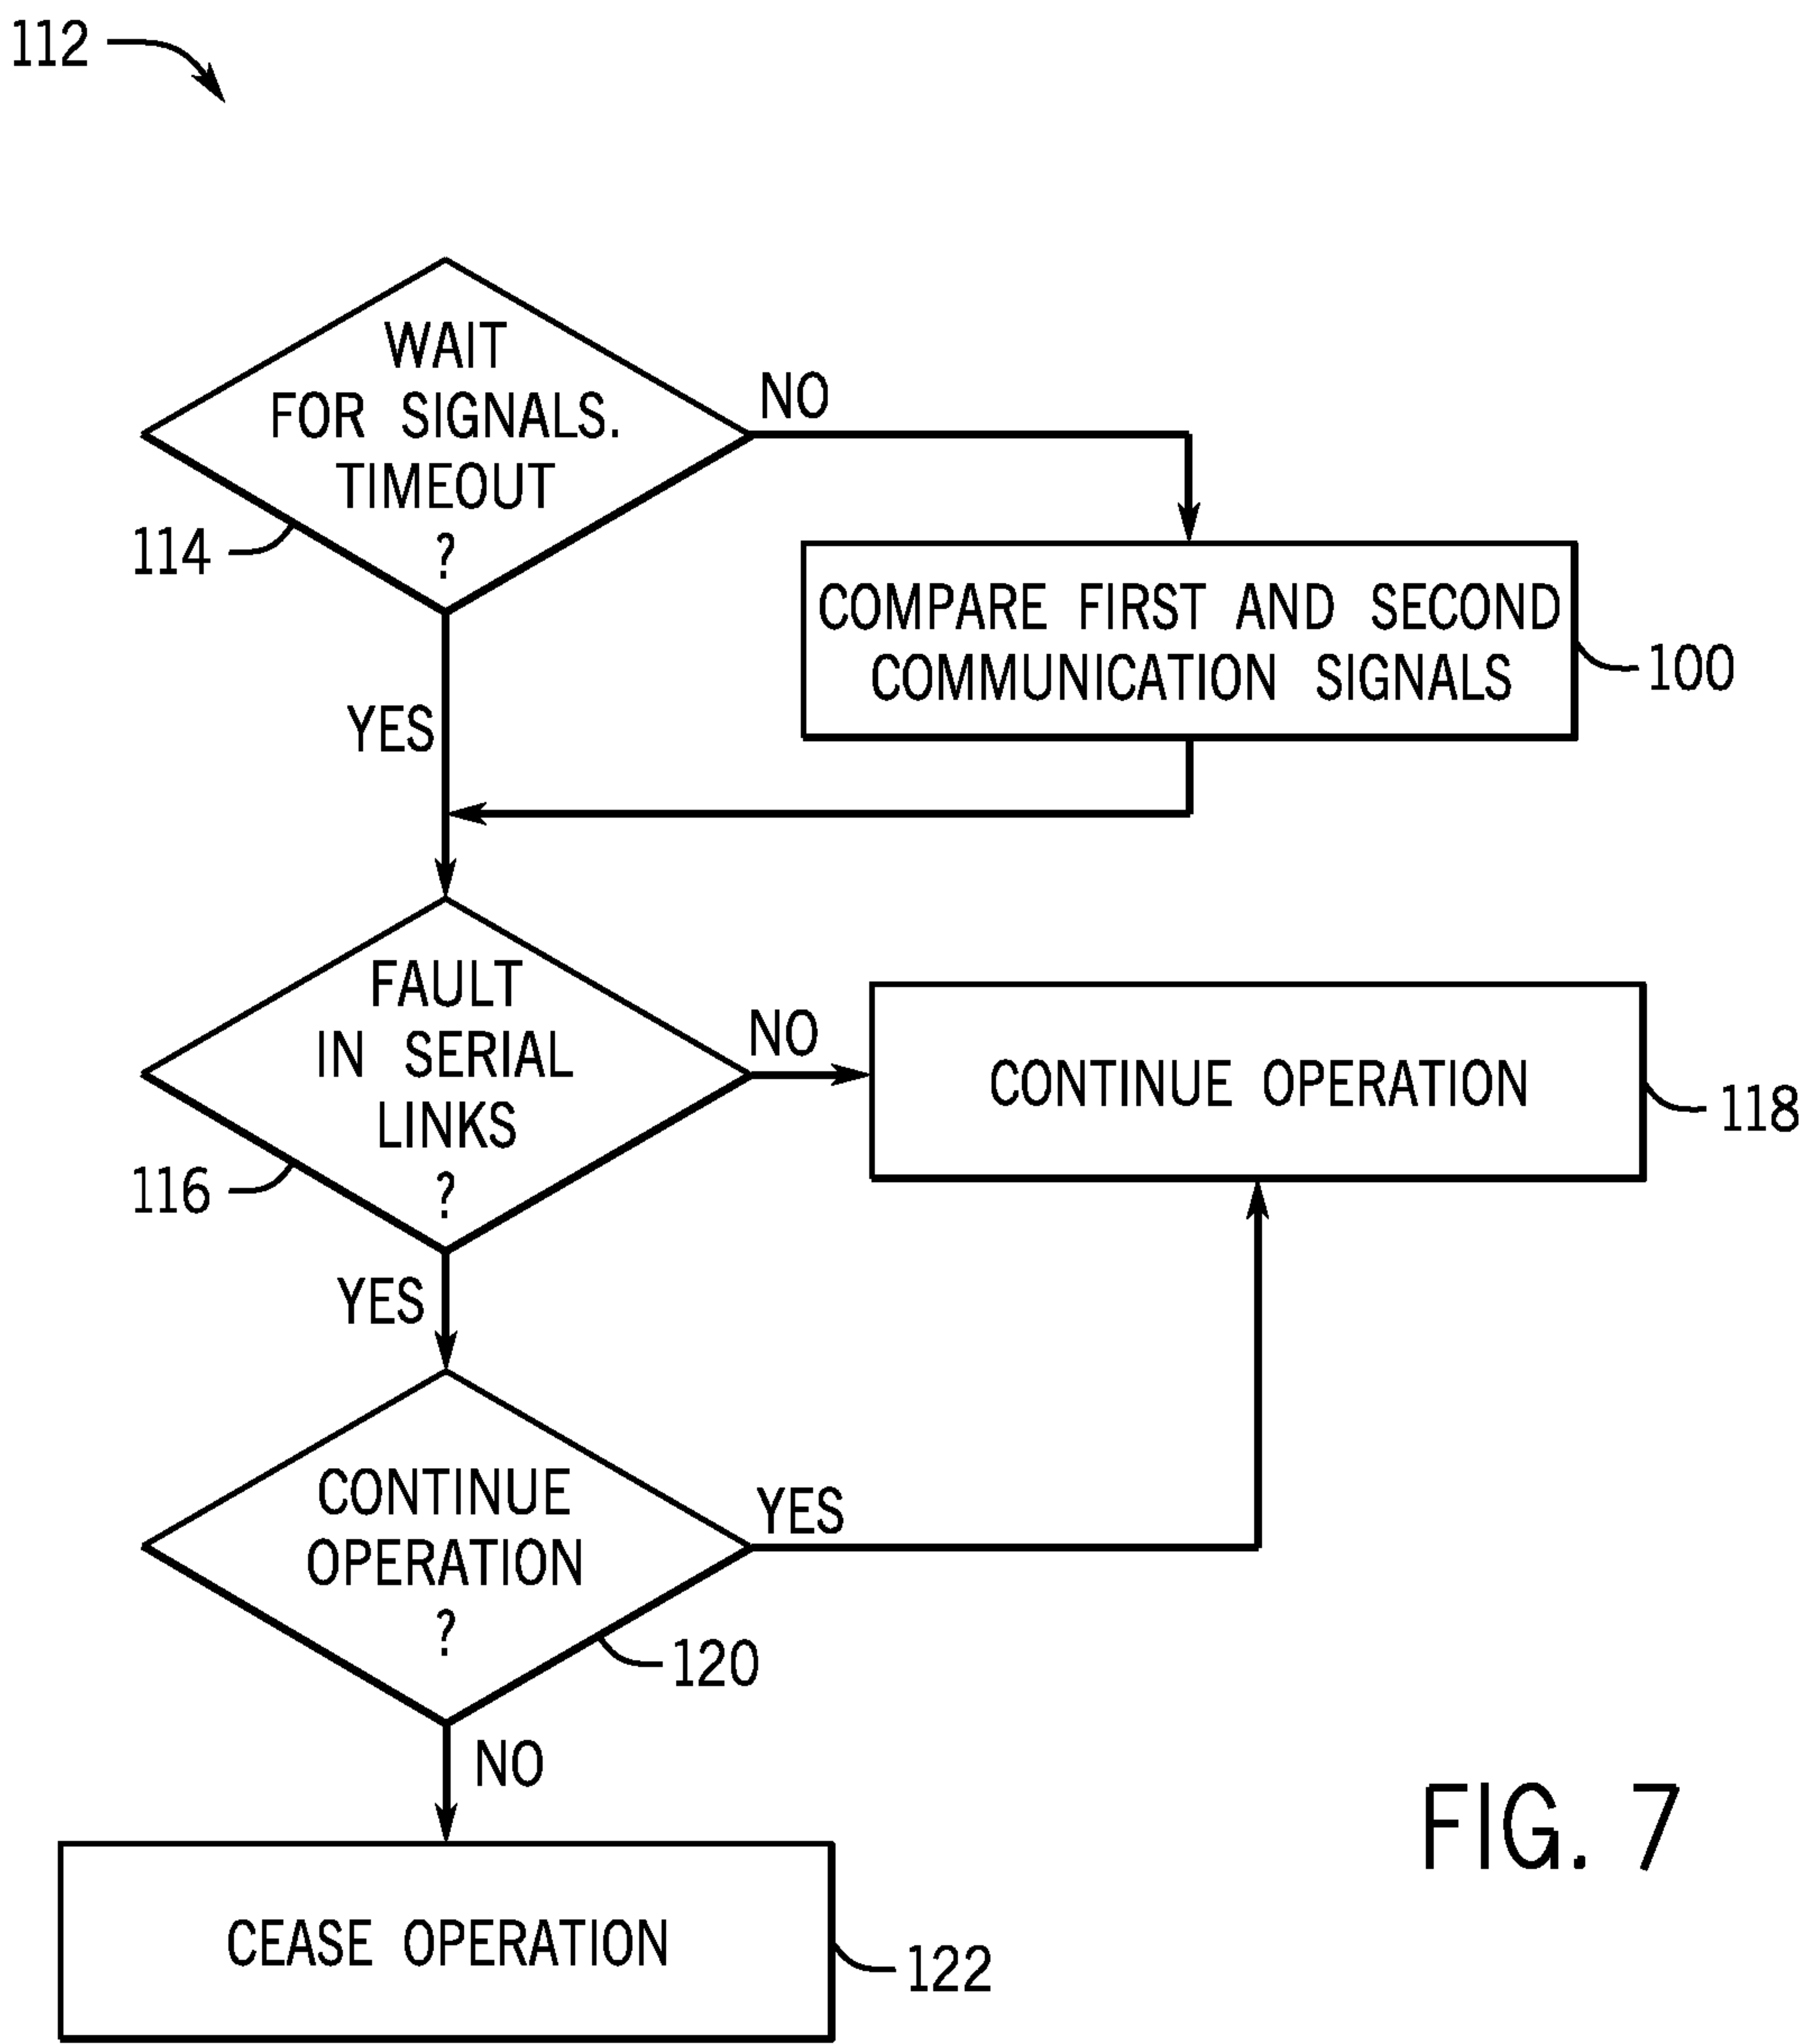 112
WAIT
FOR SIGNALS.
TIMEOUT
?
NO
114
COMPARE FIRST AND SECOND
COMMUNICATION SIGNALS
100
YES
FAULT
IN SERIAL
LINKS
?
NO
116
CONTINUE OPERATION
118
YES
CONTINUE
OPERATION
?
YES
120
NO
CEASE OPERATION
122
FIG. 7